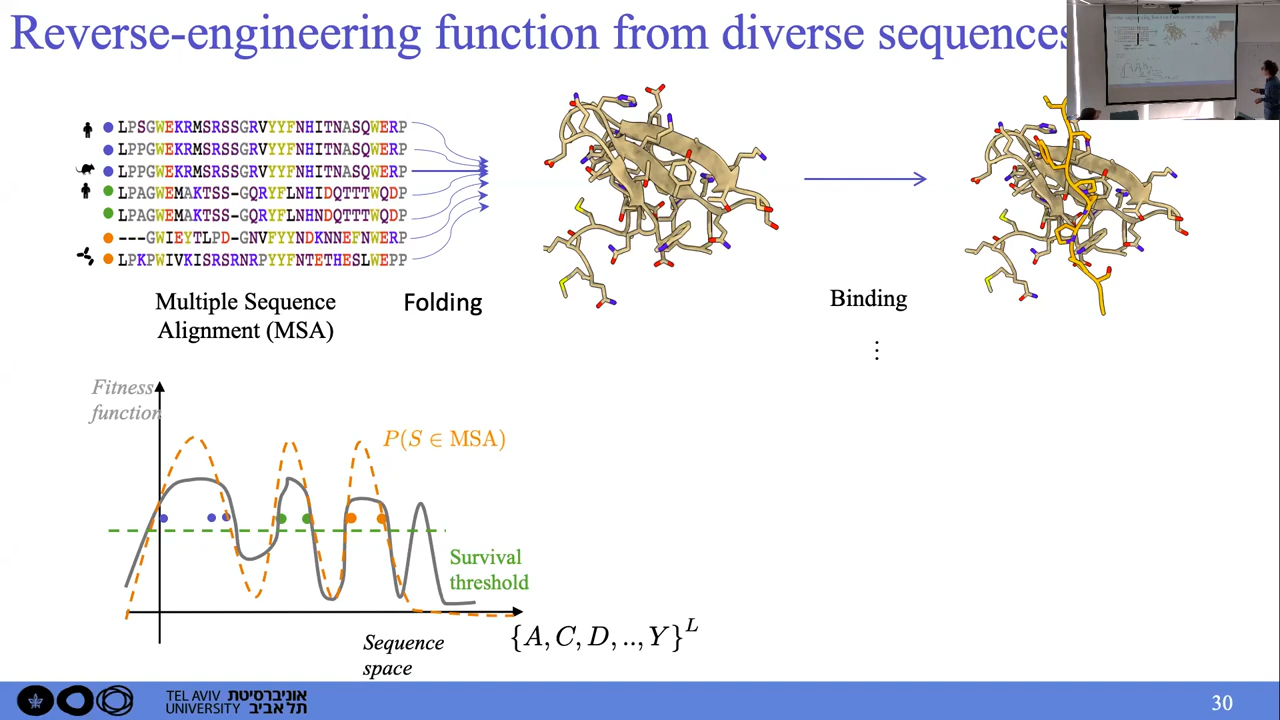 Reverse-engineering function from diverse sequences
LPSGWEKRMSRSSGRVYYFNHITNASQWERP
LPPGWEKRMSRSSGRVYYFNHITNASQWERP
LPPGWEKRMSRSSGRVYYFNHITNASQWERP
LPAGWEMAKTSS-GQRYFLNHIDQTTTWQDP
LPAGWEMAKTSS-GQRYFLNHNDQTTTWQDP
---GWIEYTLPD-GNVFYYNDKNNEFNWERP
LPKPWIVKISRSRNRPYYFNTETHESLWEPP
Multiple Sequence
Alignment (MSA)
Folding
Binding
⋮
Fitness
function
P(S ∈ MSA)
Survival
threshold
Sequence
space
{A, C, D, .., Y}^L
TEL AVIV אוניברסיטת
UNIVERSITY תל אביב
30